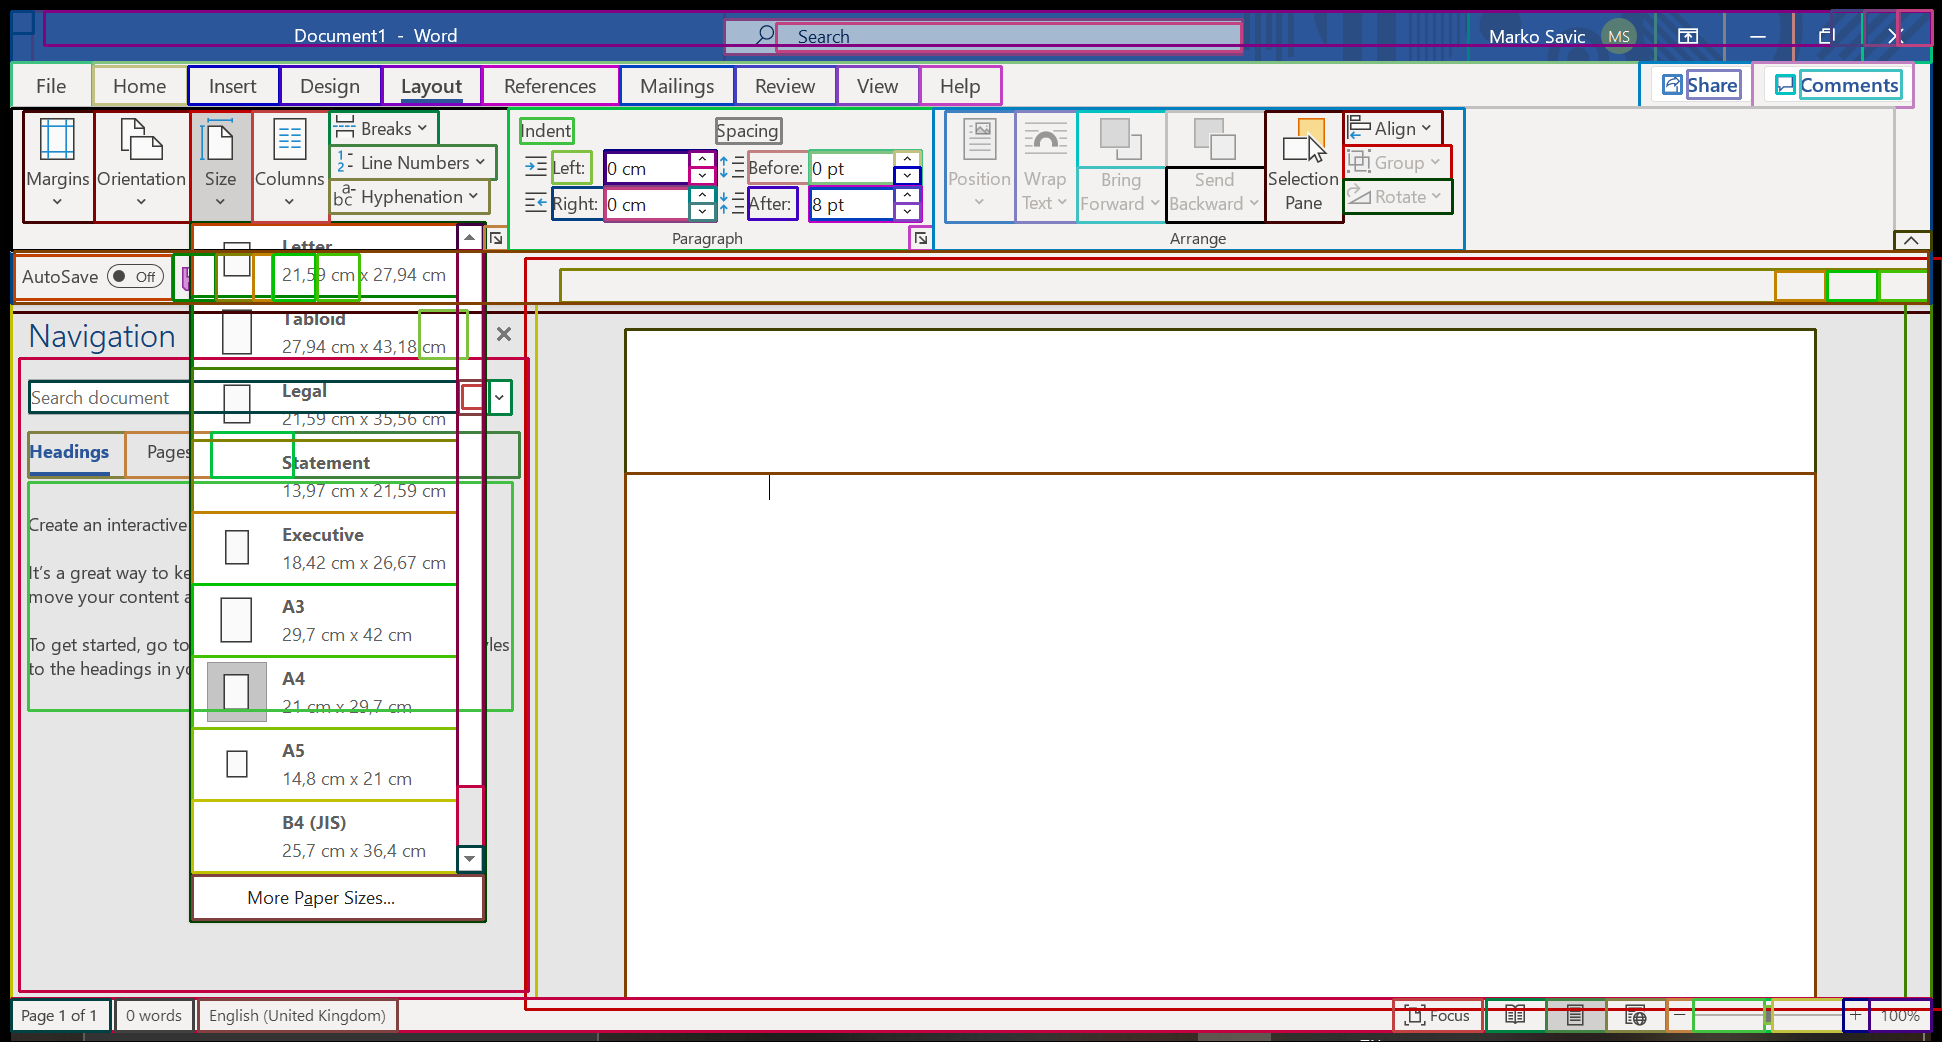 Document1 - Word
Search
Marko Savic
MS
File
Home
Insert
Design
Layout
References
Mailings
Review
View
Help
Share
Comments
Margins
Orientation
Size
Columns
Breaks
Line Numbers
Hyphenation
Indent
Left: 0 cm
Right: 0 cm
Spacing
Before: 0 pt
After: 8 pt
Paragraph
Position
Wrap
Text
Bring
Forward
Send
Backward
Selection
Pane
Align
Group
Rotate
Arrange
AutoSave
Off
Letter
21,59 cm x 27,94 cm
Tabloid
27,94 cm x 43,18 cm
Legal
21,59 cm x 35,56 cm
Statement
13,97 cm x 21,59 cm
Executive
18,42 cm x 26,67 cm
A3
29,7 cm x 42 cm
A4
21 cm x 29,7 cm
A5
14,8 cm x 21 cm
B4 (JIS)
25,7 cm x 36,4 cm
More Paper Sizes...
Navigation
Search document
Headings
Pages
Create an interactive
It's a great way to
move your content
To get started, go to
to the headings in
Page 1 of 1
0 words
English (United Kingdom)
Focus
100%